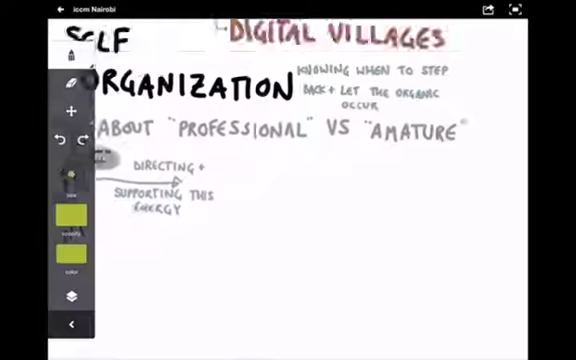 iccm Nairobi
DIGITAL VILLAGES
SELF
ORGANIZATION
KNOWING WHEN TO STEP
BACK + LET THE ORGANIC
OCCUR
ABOUT "PROFESSIONAL" VS "AMATURE"
DIRECTING +
SUPPORTING THIS
ENERGY
color